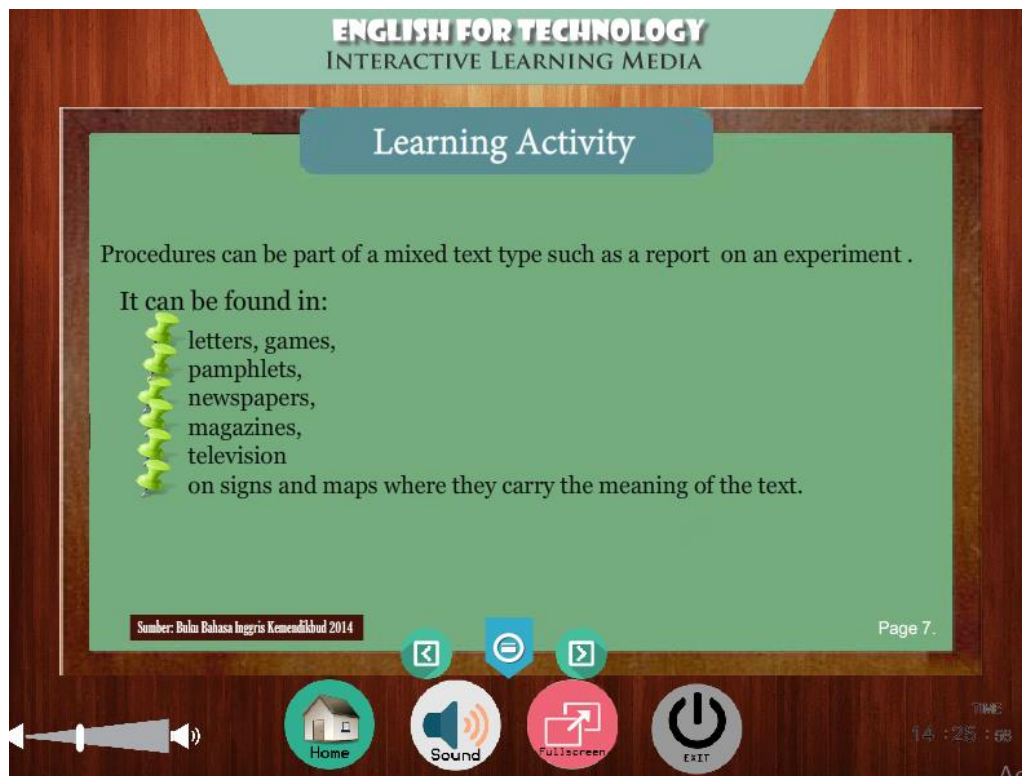 ENGLISH FOR TECHNOLOGY
INTERACTIVE LEARNING MEDIA
Learning Activity
Procedures can be part of a mixed text type such as a report on an experiment .
It can be found in:
letters, games,
pamphlets,
newspapers,
magazines,
television
on signs and maps where they carry the meaning of the text.
Sumber: Buku Bahasa Inggris Kemendikbud 2014
Page 7.
Home
Sound
Fullscreen
EXIT
TIME
14 : 25 : 58